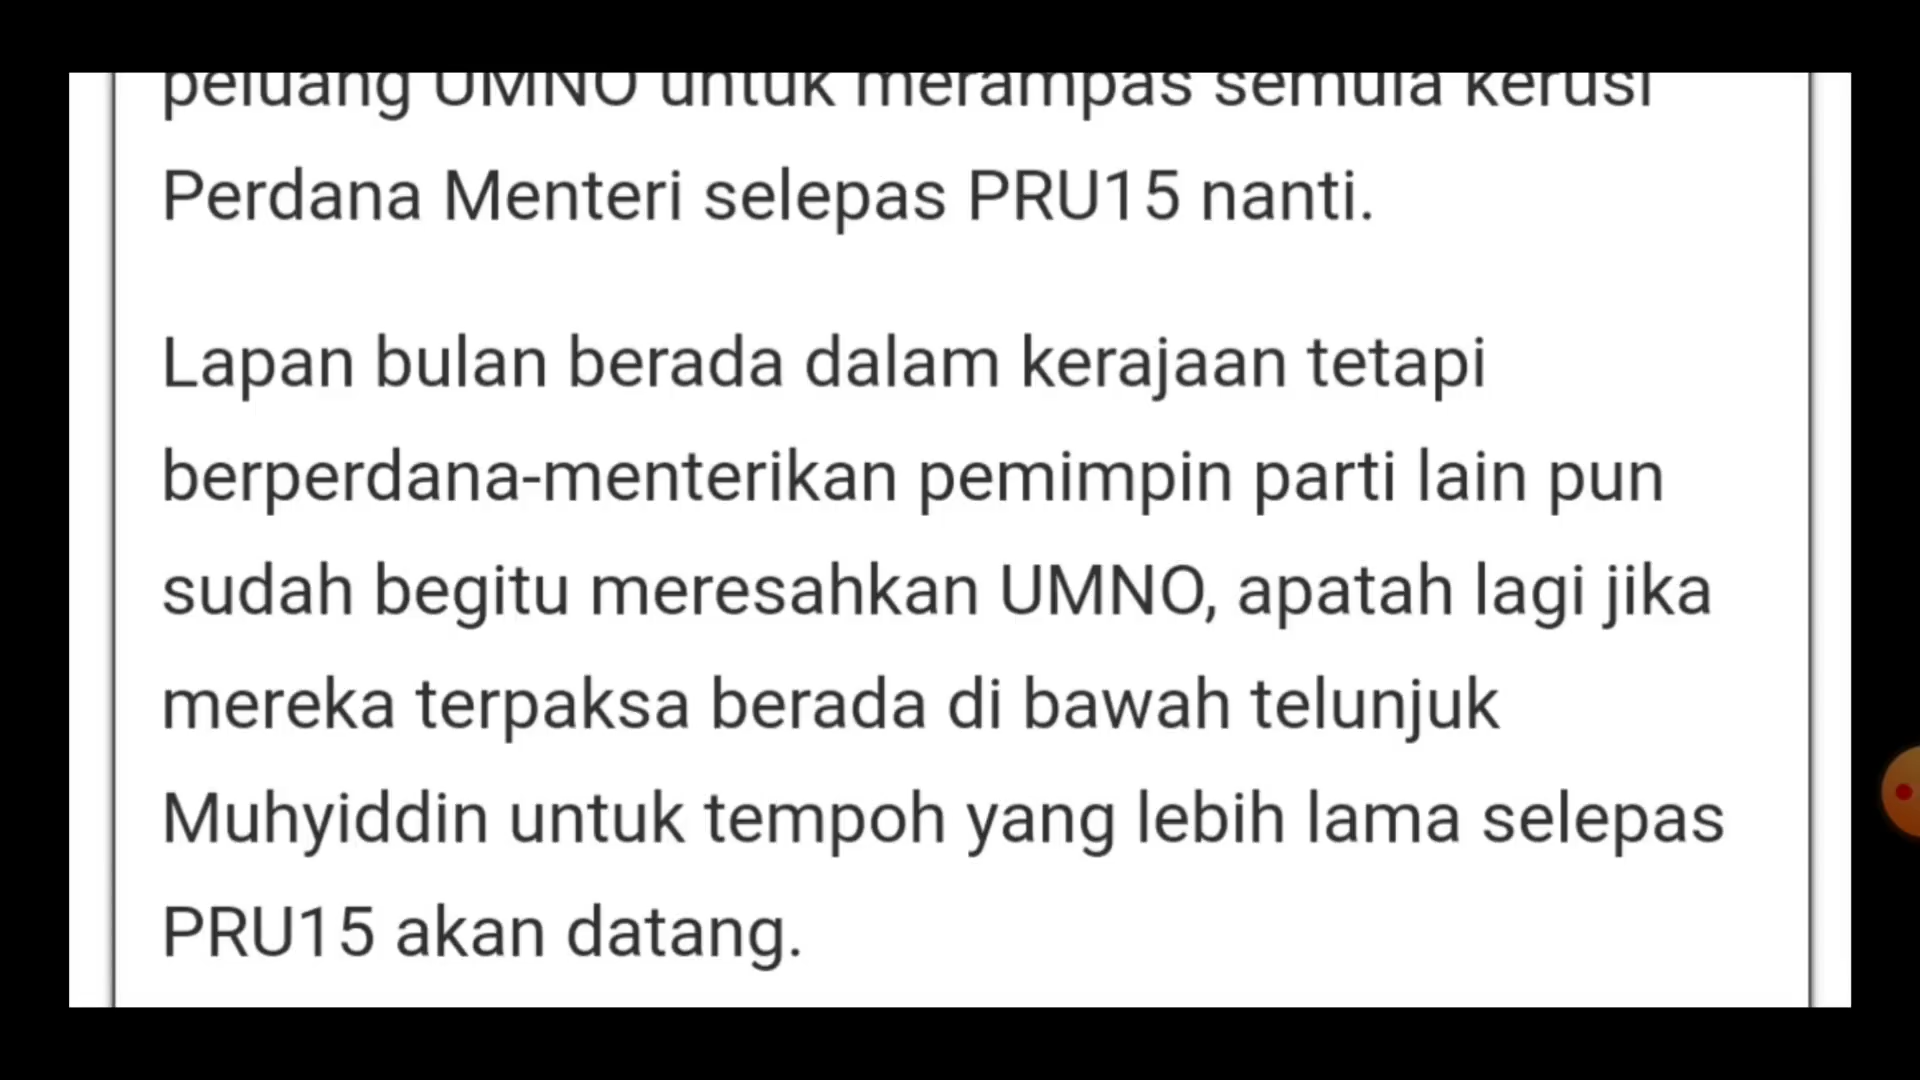 peluang UMNO untuk merampas semula kerusi
Perdana Menteri selepas PRU15 nanti.
Lapan bulan berada dalam kerajaan tetapi
berperdana-menterikan pemimpin parti lain pun
sudah begitu meresahkan UMNO, apatah lagi jika
mereka terpaksa berada di bawah telunjuk
Muhyiddin untuk tempoh yang lebih lama selepas
PRU15 akan datang.